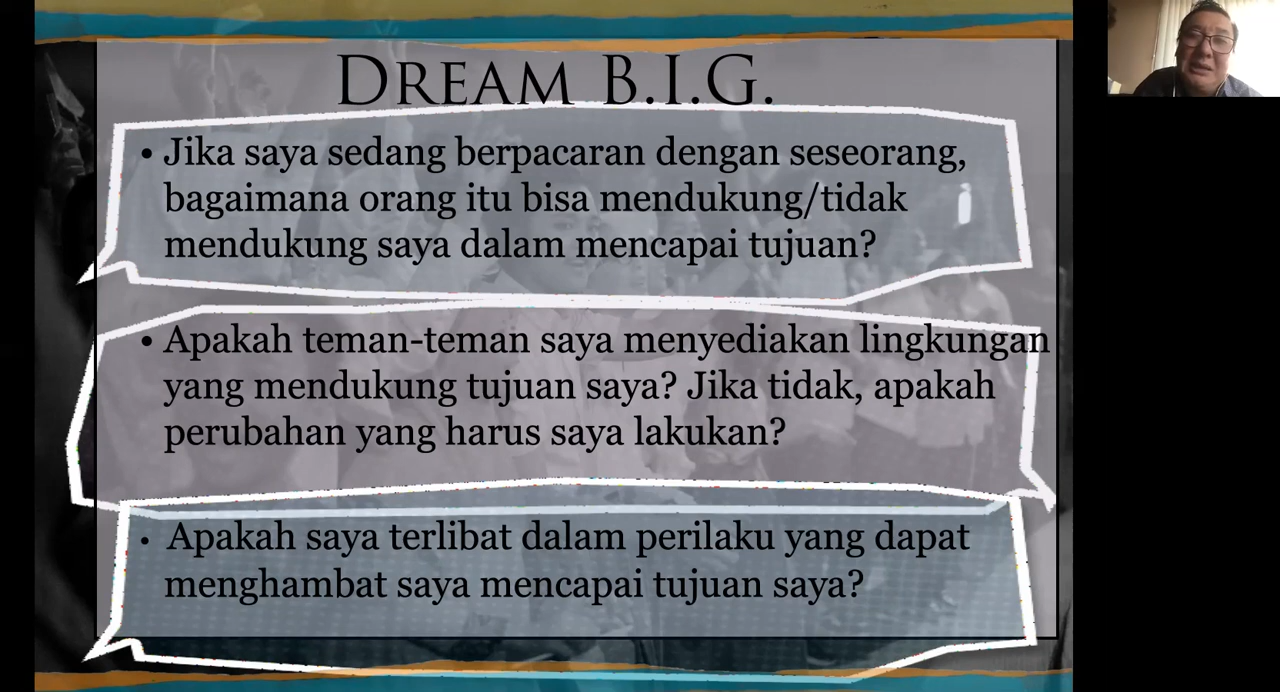 DREAM B.I.G.
• Jika saya sedang berpacaran dengan seseorang,
bagaimana orang itu bisa mendukung/tidak
mendukung saya dalam mencapai tujuan?
• Apakah teman-teman saya menyediakan lingkungan
yang mendukung tujuan saya? Jika tidak, apakah
perubahan yang harus saya lakukan?
• Apakah saya terlibat dalam perilaku yang dapat
menghambat saya mencapai tujuan saya?